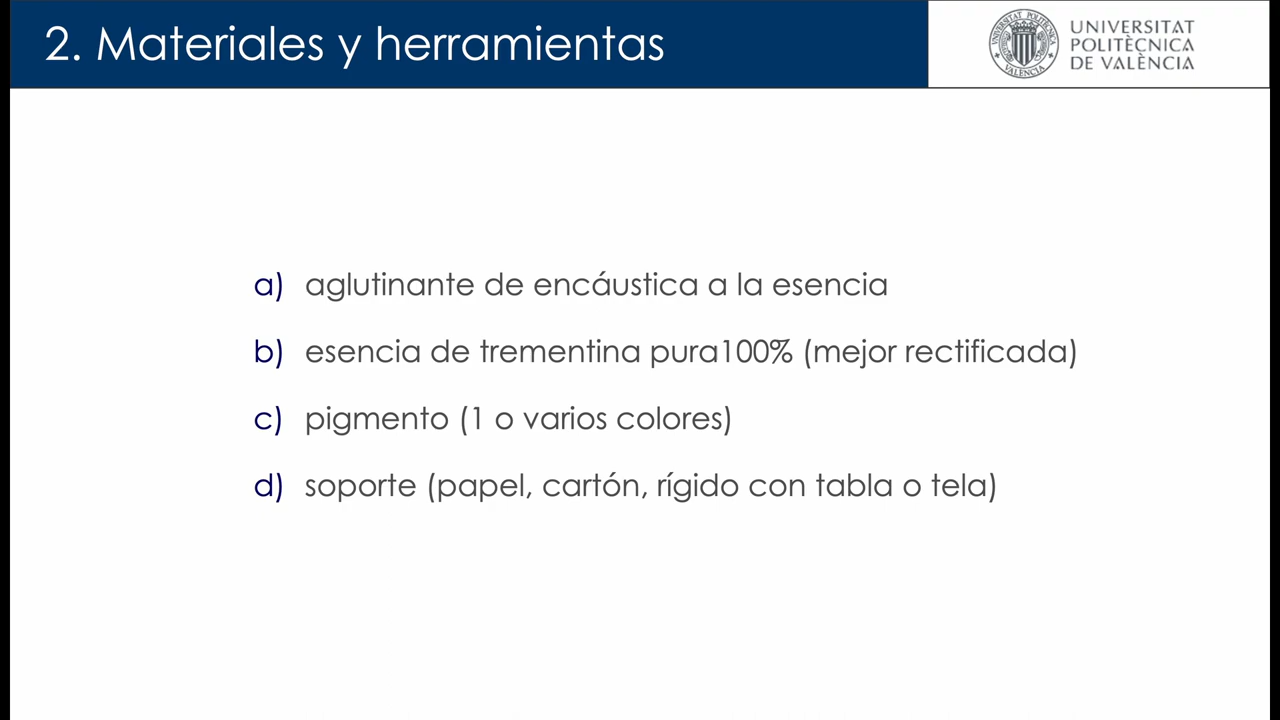 2. Materiales y herramientas
UNIVERSITAT
POLITÈCNICA
DE VALÈNCIA
a) aglutinante de encáustica a la esencia
b) esencia de trementina pura100% (mejor rectificada)
c) pigmento (1 o varios colores)
d) soporte (papel, cartón, rígido con tabla o tela)